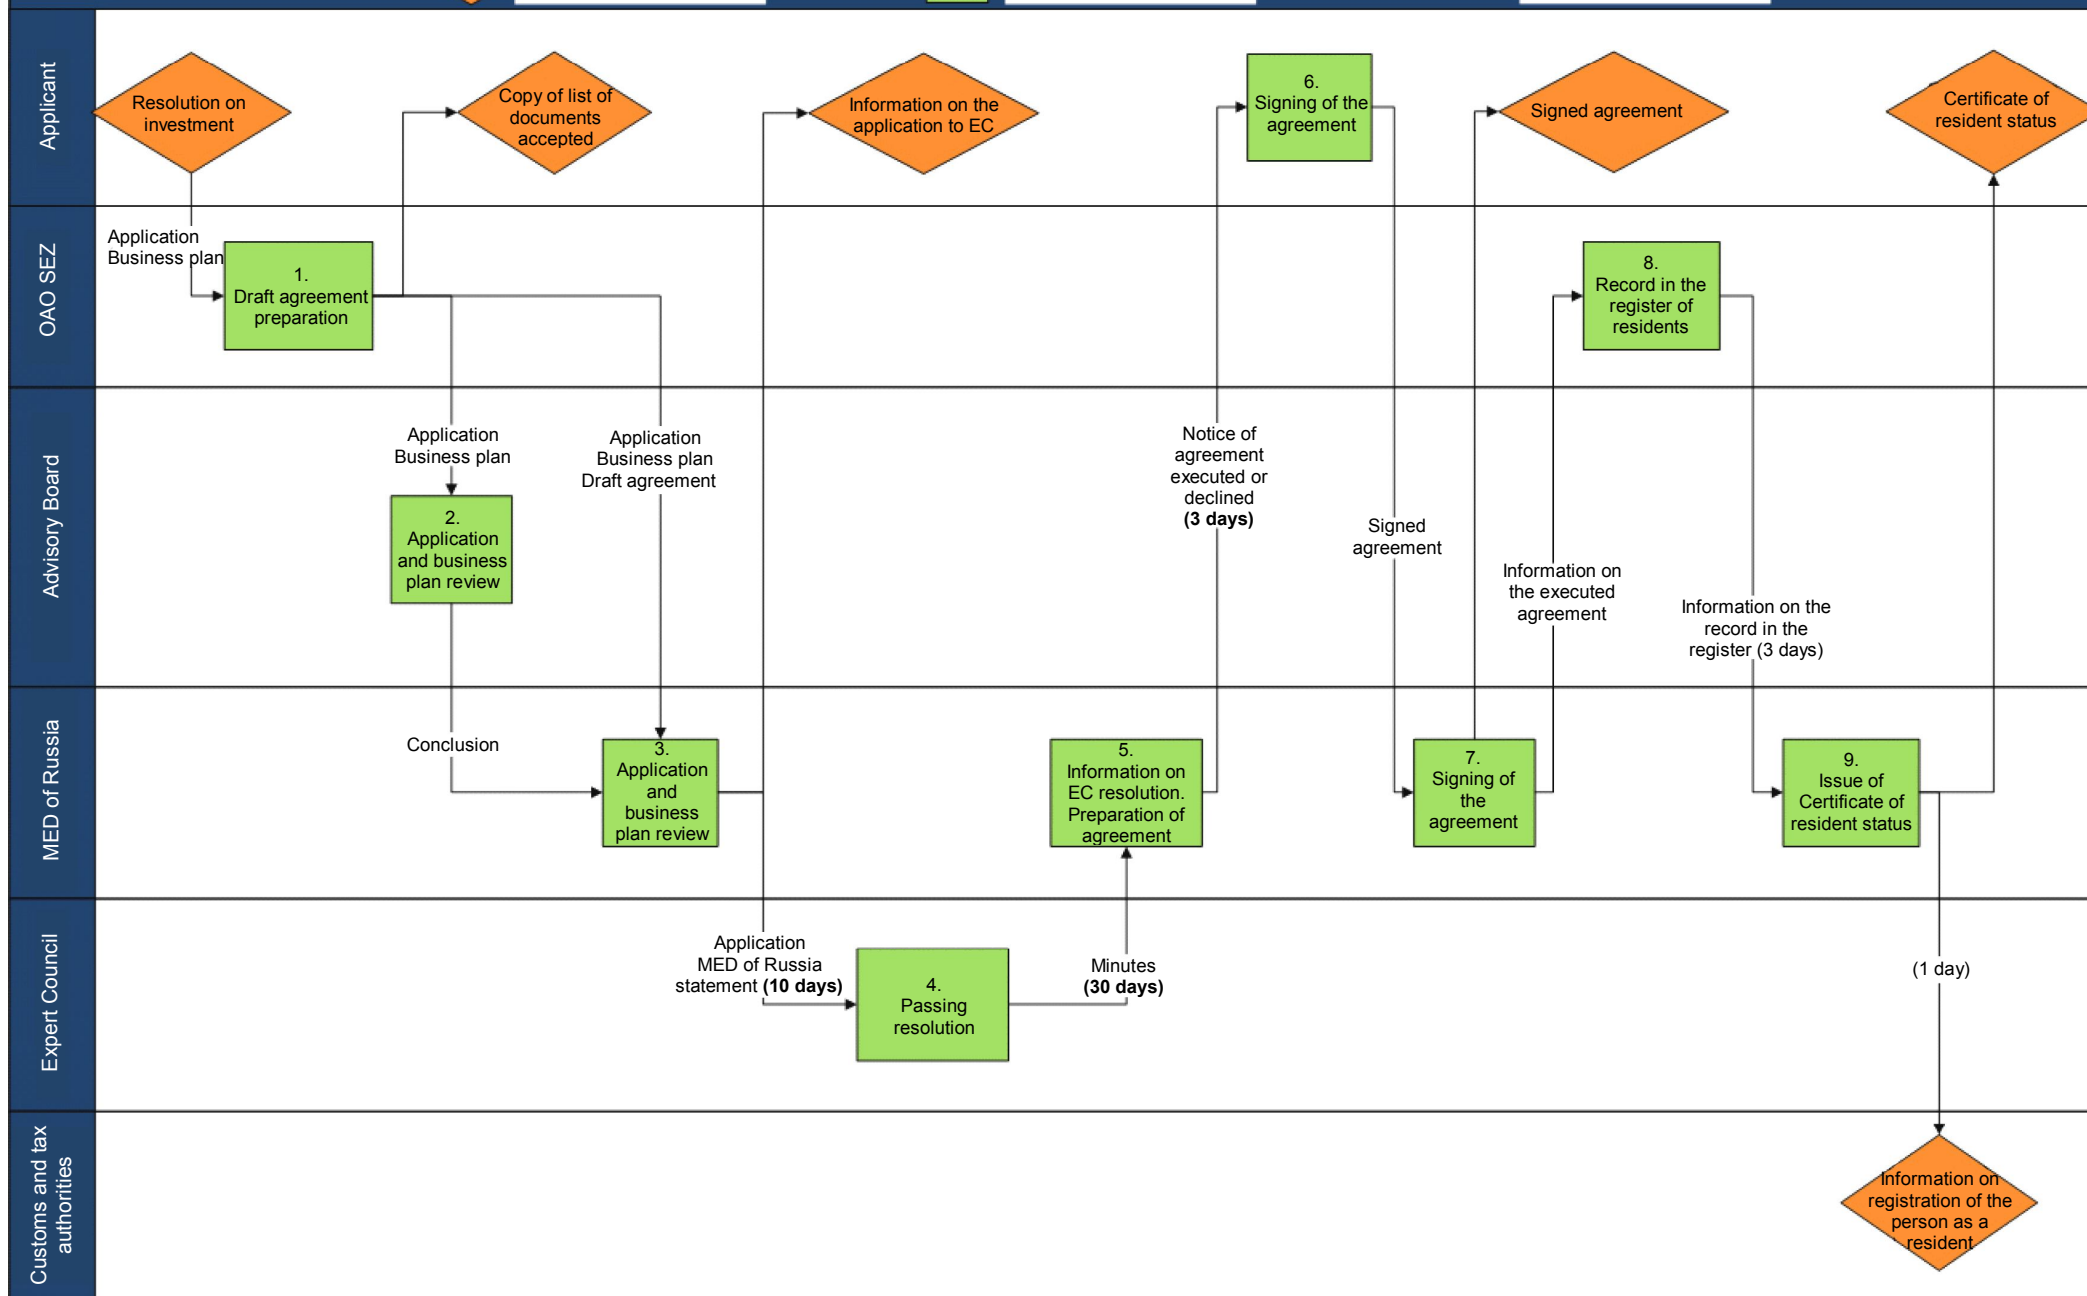 Applicant
Resolution on
investment
Copy of list of
documents
accepted
Information on the
application to EC
6.
Signing of the
agreement
Signed agreement
Certificate of
resident status
OAO SEZ
Application
Business plan
1.
Draft agreement
preparation
8.
Record in the
register of
residents
Advisory Board
Application
Business plan
Application
Business plan
Draft agreement
2.
Application
and business
plan review
Notice of
agreement
executed or
declined
(3 days)
Signed
agreement
Information on
the executed
agreement
Information on the
record in the
register (3 days)
MED of Russia
Conclusion
3.
Application
and
business
plan review
5.
Information on
EC resolution.
Preparation of
agreement
7.
Signing of
the
agreement
9.
Issue of
Certificate of
resident status
Expert Council
Application
MED of Russia
statement (10 days)
4.
Passing
resolution
Minutes
(30 days)
(1 day)
Customs and tax
authorities
Information on
registration of the
person as a
resident